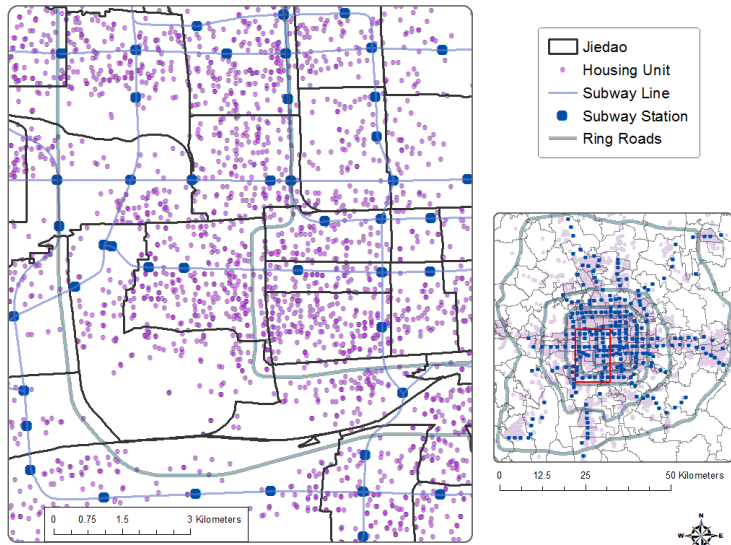 Jiedao
Housing Unit
Subway Line
Subway Station
Ring Roads
0 12.5 25 50 Kilometers
0 0.75 1.5 3 Kilometers
N
W E
S